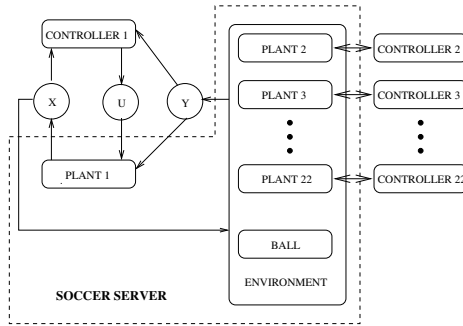 CONTROLLER 1
PLANT 2
CONTROLLER 2
X
U
Y
PLANT 3
CONTROLLER 3
PLANT 1
PLANT 22
CONTROLLER 22
BALL
ENVIRONMENT
SOCCER SERVER